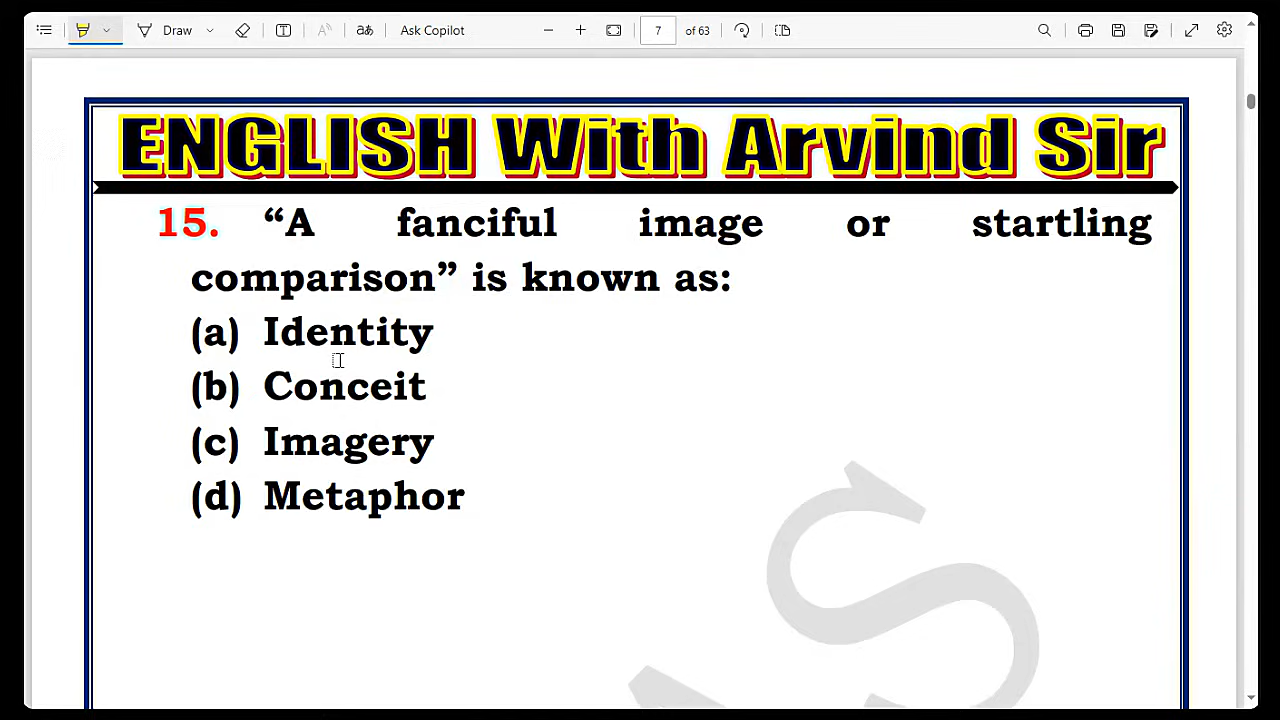 Draw
Ask Copilot
7 of 63
ENGLISH With Arvind Sir
15. “A fanciful image or startling
comparison” is known as:
(a) Identity
(b) Conceit
(c) Imagery
(d) Metaphor
S